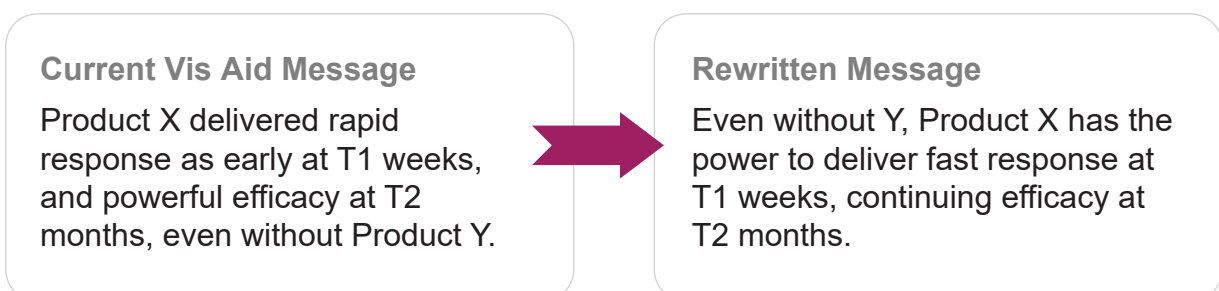 Current Vis Aid Message
Product X delivered rapid
response as early at T1 weeks,
and powerful efficacy at T2
months, even without Product Y.
Rewritten Message
Even without Y, Product X has the
power to deliver fast response at
T1 weeks, continuing efficacy at
T2 months.